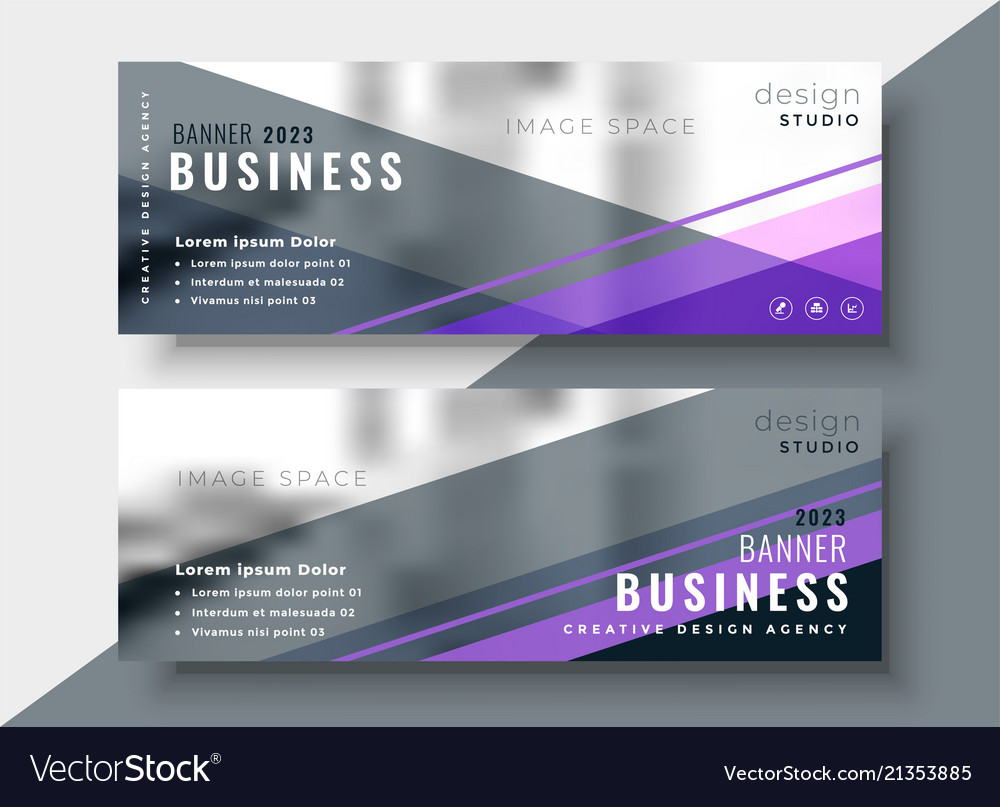 CREATIVE DESIGN AGENCY
BANNER 2023
BUSINESS
Lorem ipsum Dolor
• Lorem ipsum dolor point 01
• Interdum et malesuada 02
• Vivamus nisi point 03
IMAGE SPACE
design
STUDIO
IMAGE SPACE
Lorem ipsum Dolor
• Lorem ipsum dolor point 01
• Interdum et malesuada 02
• Vivamus nisi point 03
design
STUDIO
2023
BANNER
BUSINESS
CREATIVE DESIGN AGENCY
VectorStock®
VectorStock.com/21353885